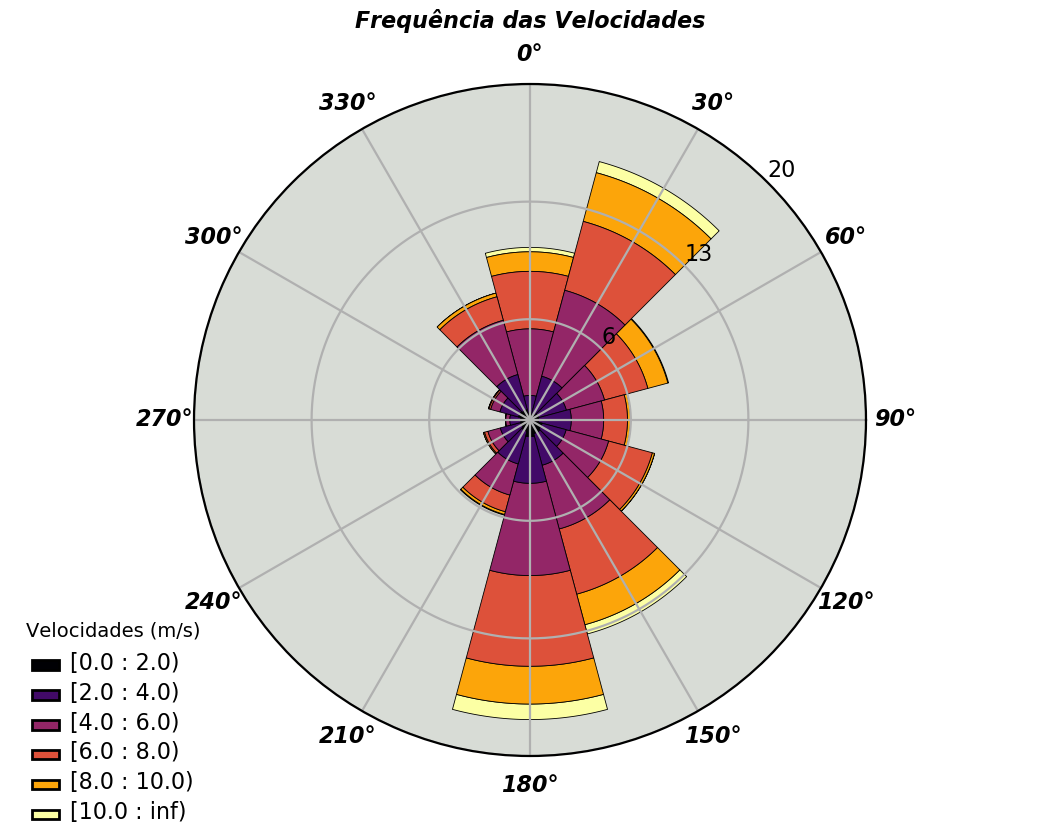 Frequência das Velocidades
0°
330°
30°
20
300°
60°
13
6
270°
90°
240°
120°
210°
150°
180°
Velocidades (m/s)
[0.0 : 2.0)
[2.0 : 4.0)
[4.0 : 6.0)
[6.0 : 8.0)
[8.0 : 10.0)
[10.0 : inf)